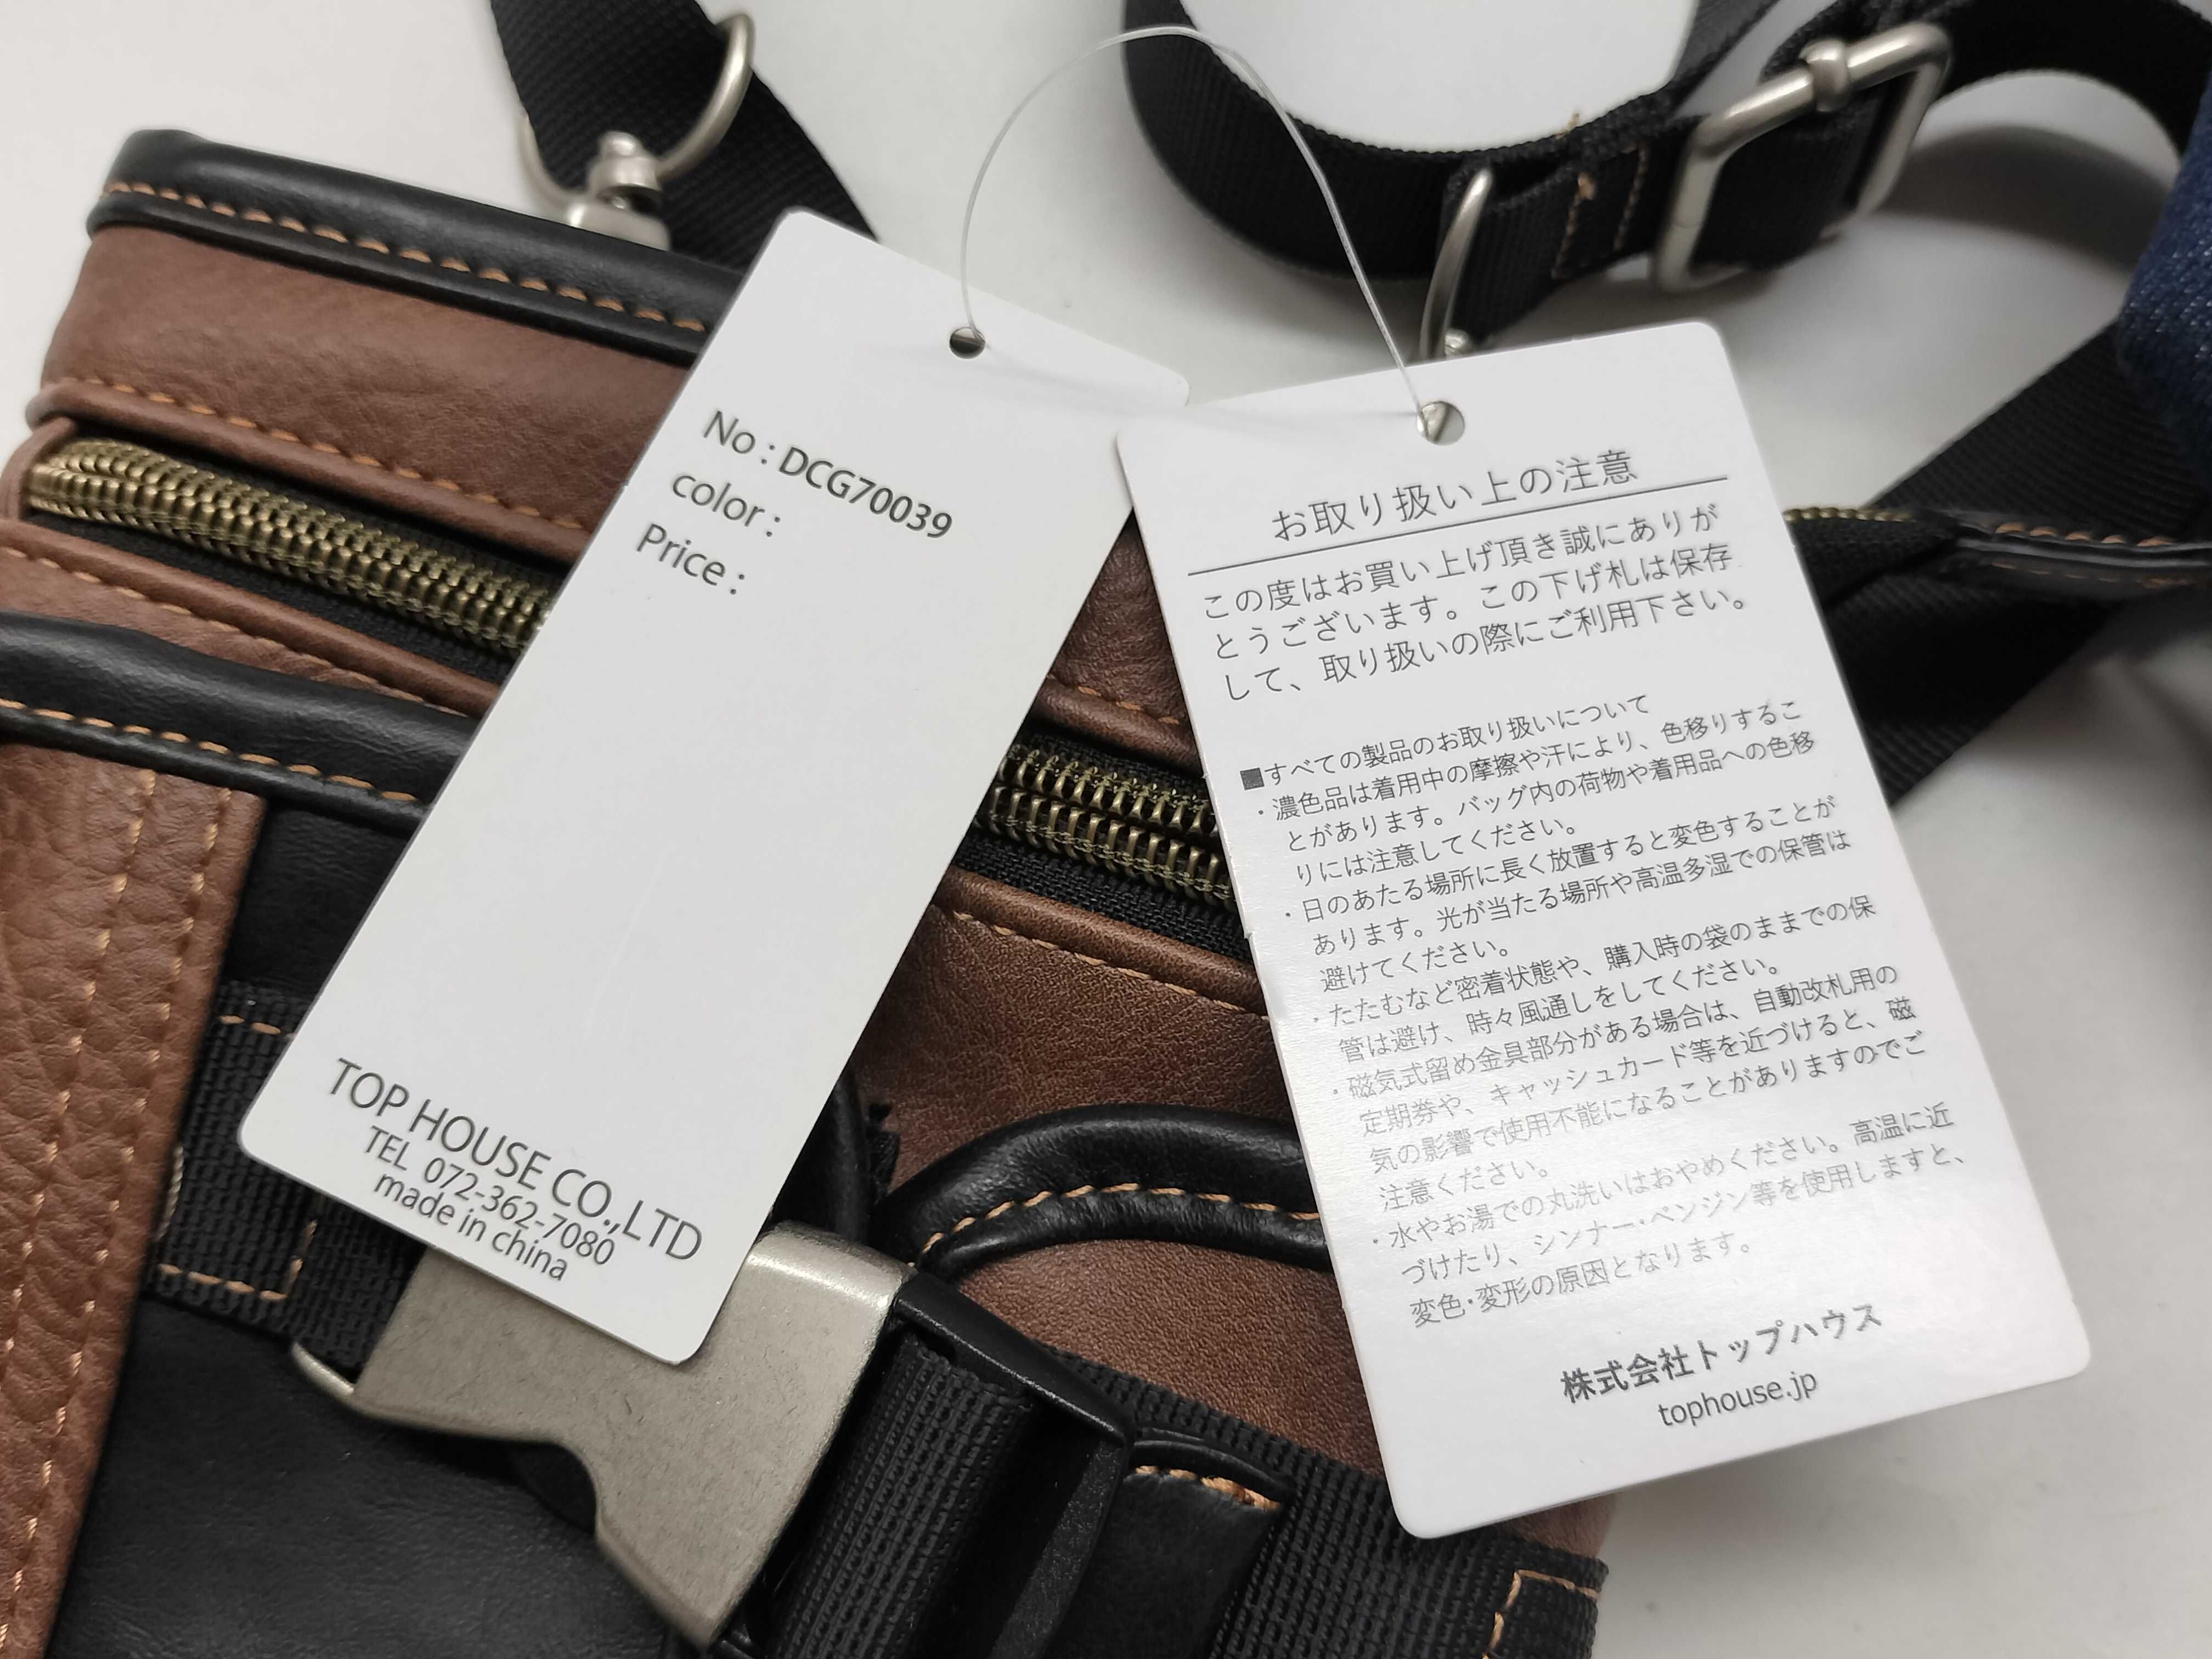 No : DCG70039
color :
Price :
TOP HOUSE CO.,LTD
TEL 072-362-7080
made in china
お取り扱い上の注意
この度はお買い上げ頂き誠にありが
とうございます。この下げ札は保存
して、取り扱いの際にご利用下さい。
■すべての製品のお取り扱いについて
・濃色品は着用中の摩擦や汗により、色移りするこ
とがあります。バッグ内の荷物や着用品への色移
りには注意してください。
・日のあたる場所に長く放置すると変色することが
あります。光が当たる場所や高温多湿での保管は
避けてください。
・たたむなど密着状態や、購入時の袋のままでの保
管は避け、時々風通しをしてください。
・磁気式留め金具部分がある場合は、自動改札用の
定期券や、キャッシュカード等を近づけると、磁
気の影響で使用不能になることがありますのでご
注意ください。
・水やお湯での丸洗いはおやめください。高温に近
づけたり、シンナー・ベンジン等を使用しますと、
変色・変形の原因となります。
株式会社トップハウス
tophouse.jp